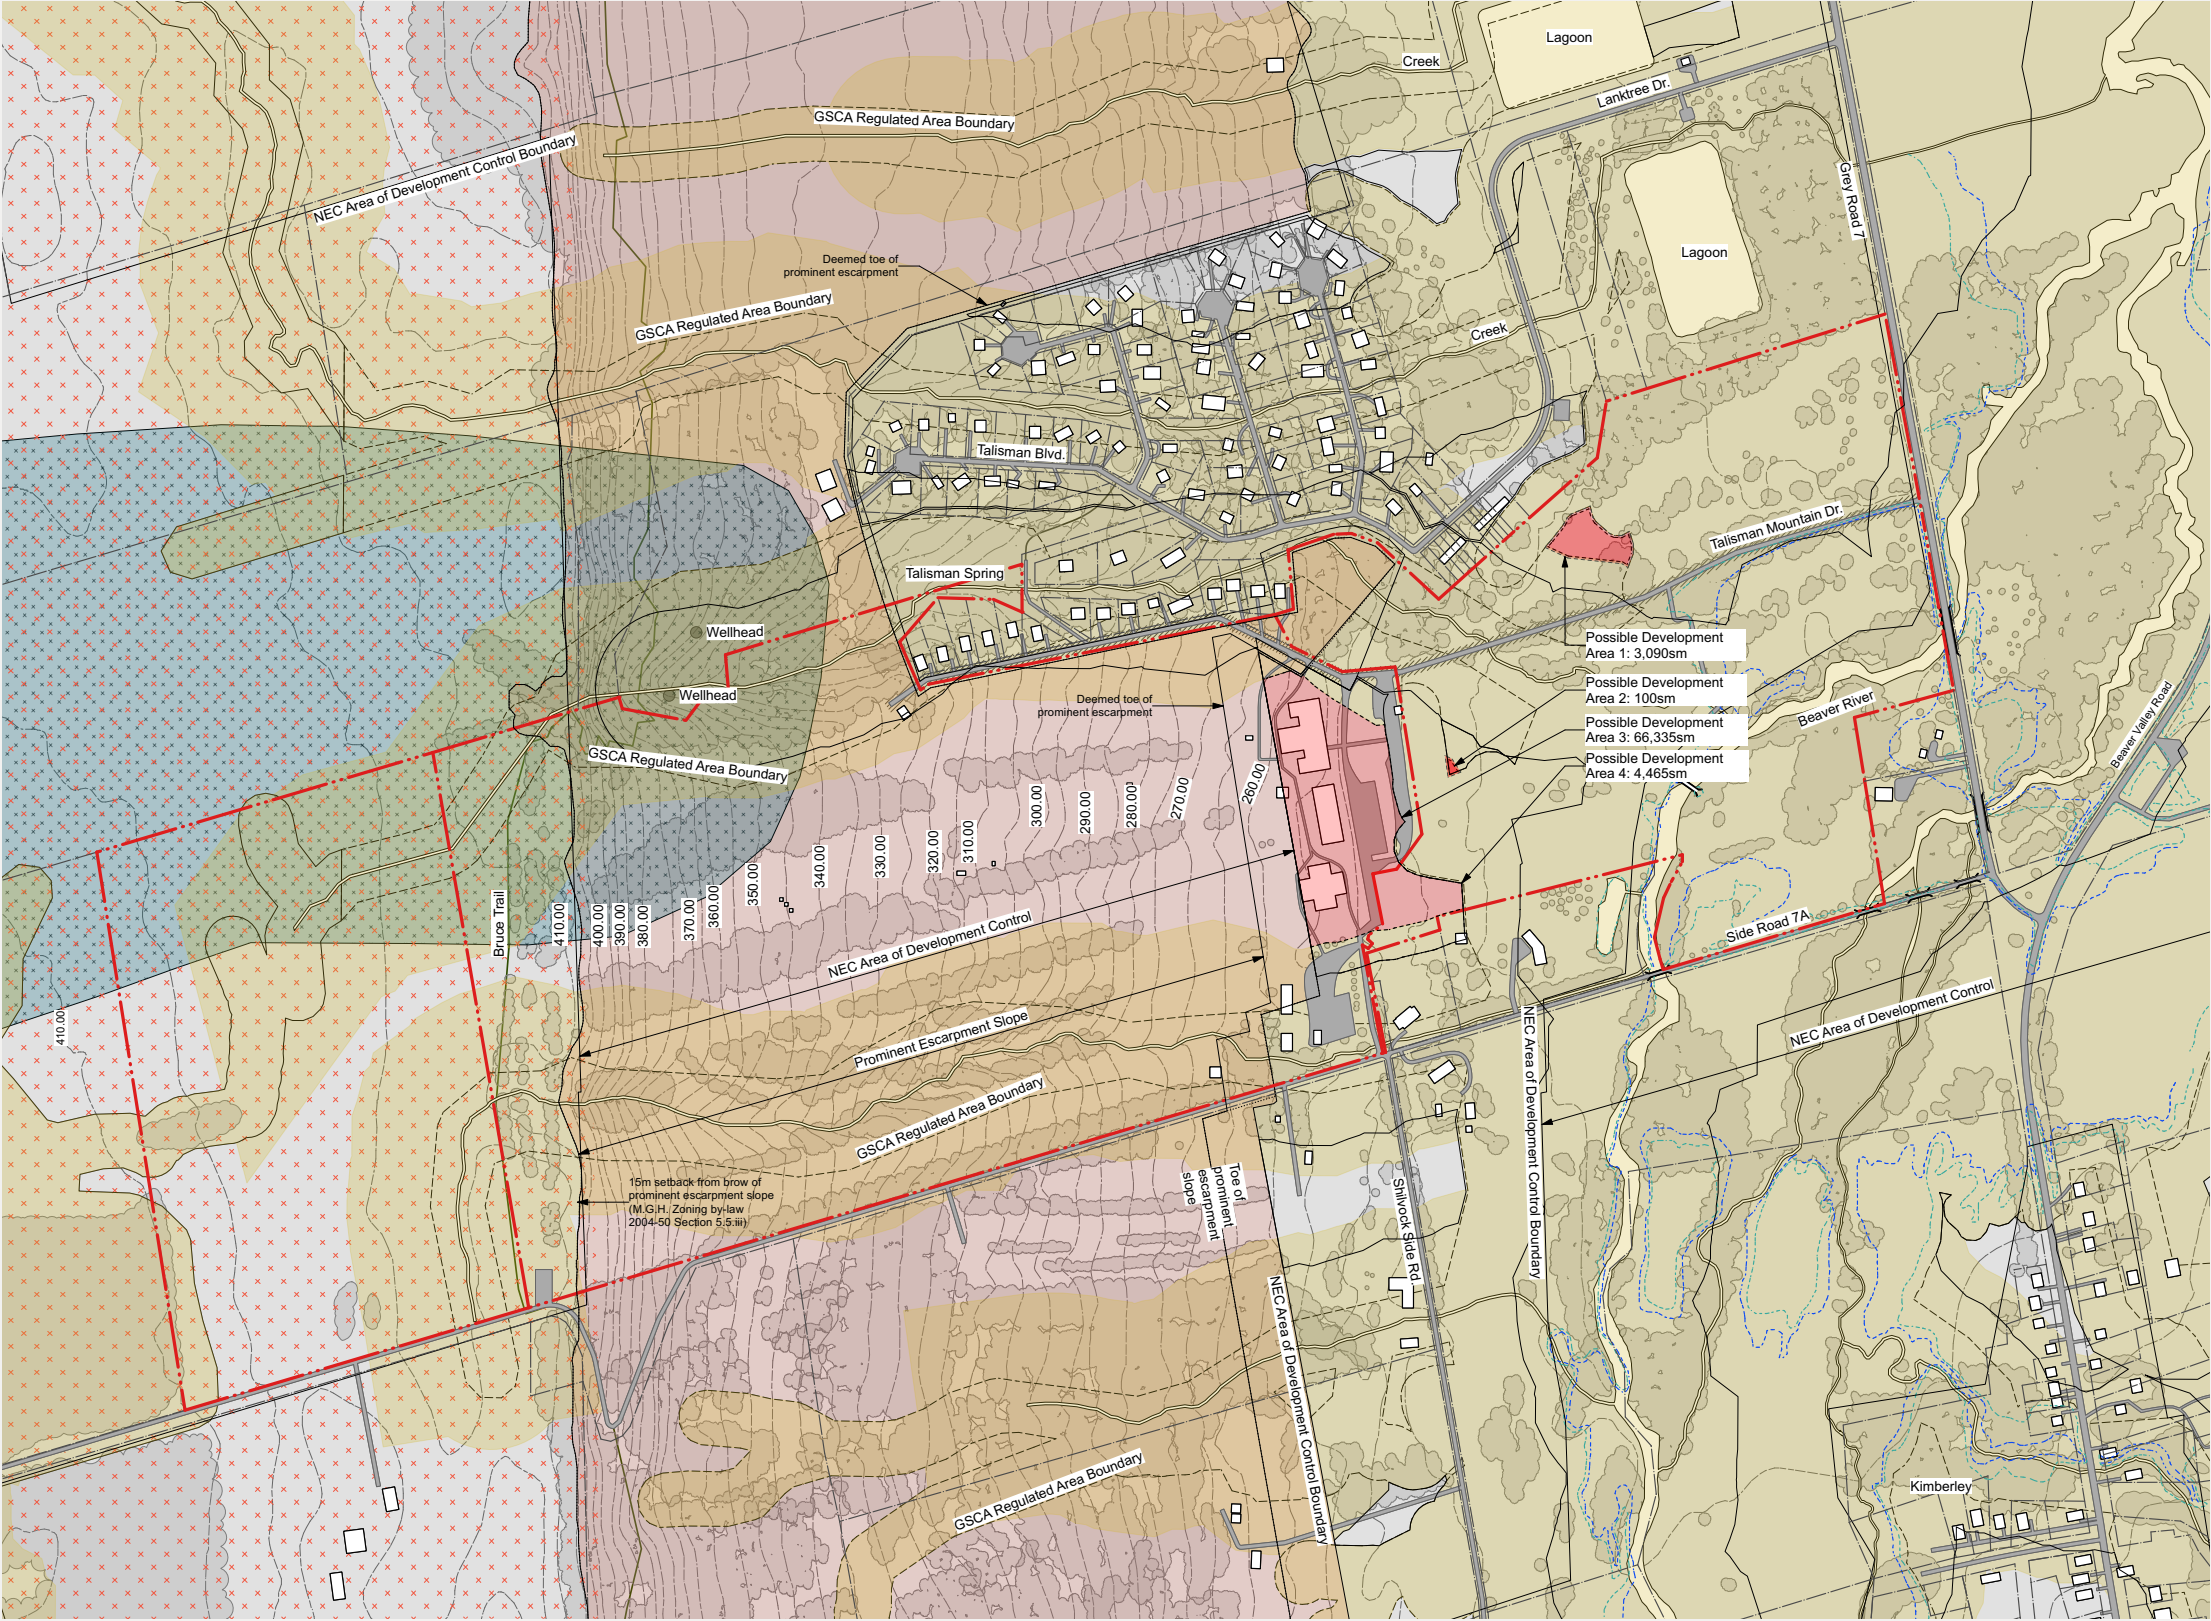 Lagoon
Creek
Lanktree Dr.
GSCA Regulated Area Boundary
NEC Area of Development Control Boundary
Grey Road 7
Lagoon
Deemed toe of
prominent escarpment
GSCA Regulated Area Boundary
Creek
Talisman Blvd.
Talisman Mountain Dr.
Talisman Spring
Wellhead
Possible Development
Area 1: 3,090sm
Wellhead
Deemed toe of
prominent escarpment
Possible Development
Area 2: 100sm
Beaver River
Beaver Valley Road
Possible Development
Area 3: 66,335sm
GSCA Regulated Area Boundary
Possible Development
Area 4: 4,465sm
410.00
400.00
390.00
380.00
370.00
360.00
350.00
340.00
330.00
320.00
310.00
300.00
290.00
280.00
270.00
260.00
Bruce Trail
NEC Area of Development Control
Side Road 7A
410.00
Prominent Escarpment Slope
NEC Area of Development Control
GSCA Regulated Area Boundary
NEC Area of Development Control Boundary
15m setback from brow of
prominent escarpment slope
(M.G.H. Zoning by-law
2004-50 Section 5.5.iii)
Toe of
prominent
escarpment
slope
Shilvock Side Rd
NEC Area of Development Control Boundary
GSCA Regulated Area Boundary
Kimberley